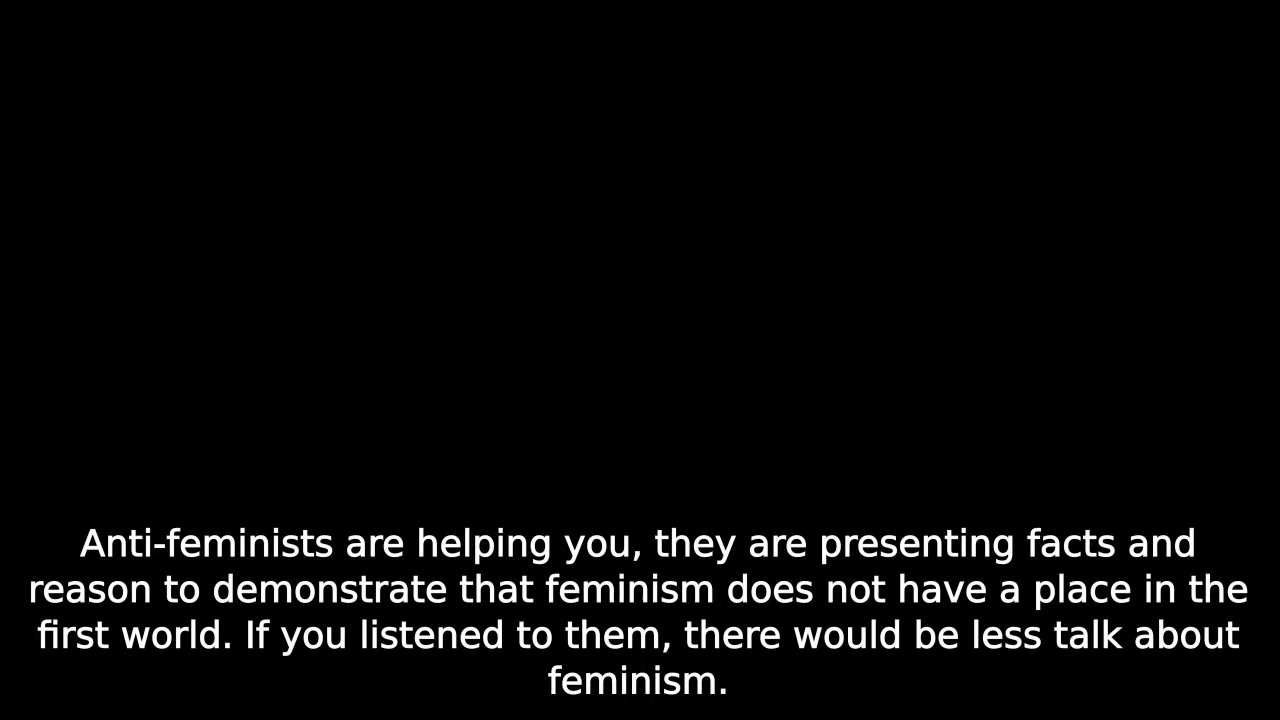 Anti-feminists are helping you, they are presenting facts and
reason to demonstrate that feminism does not have a place in the
first world. If you listened to them, there would be less talk about
feminism.